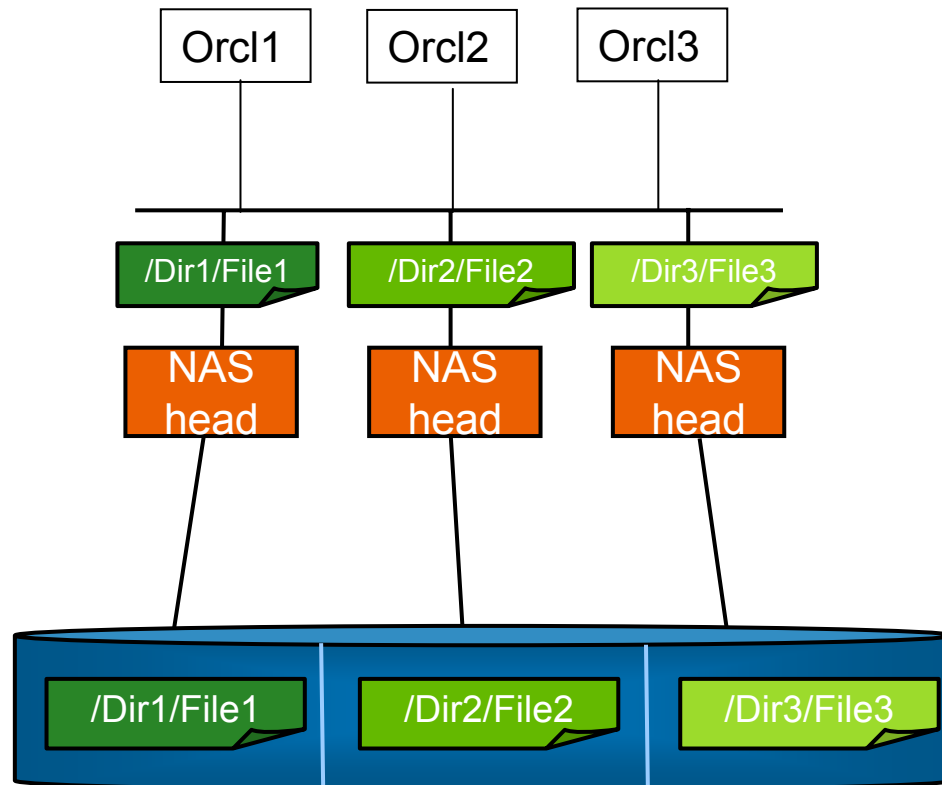 Orcl1
Orcl2
Orcl3
/Dir1/File1
/Dir2/File2
/Dir3/File3
NAS
head
NAS
head
NAS
head
/Dir1/File1
/Dir2/File2
/Dir3/File3